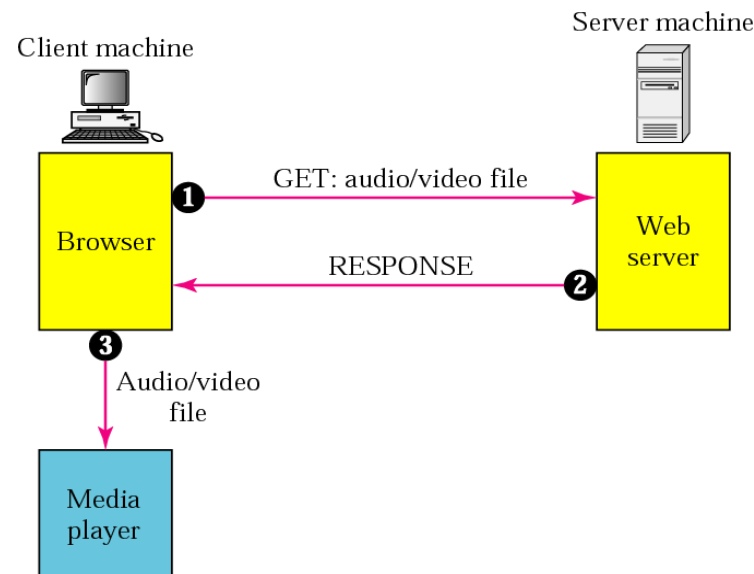 Server machine
Client machine
1
GET: audio/video file
Browser
Web
server
RESPONSE
2
3
Audio/video
file
Media
player